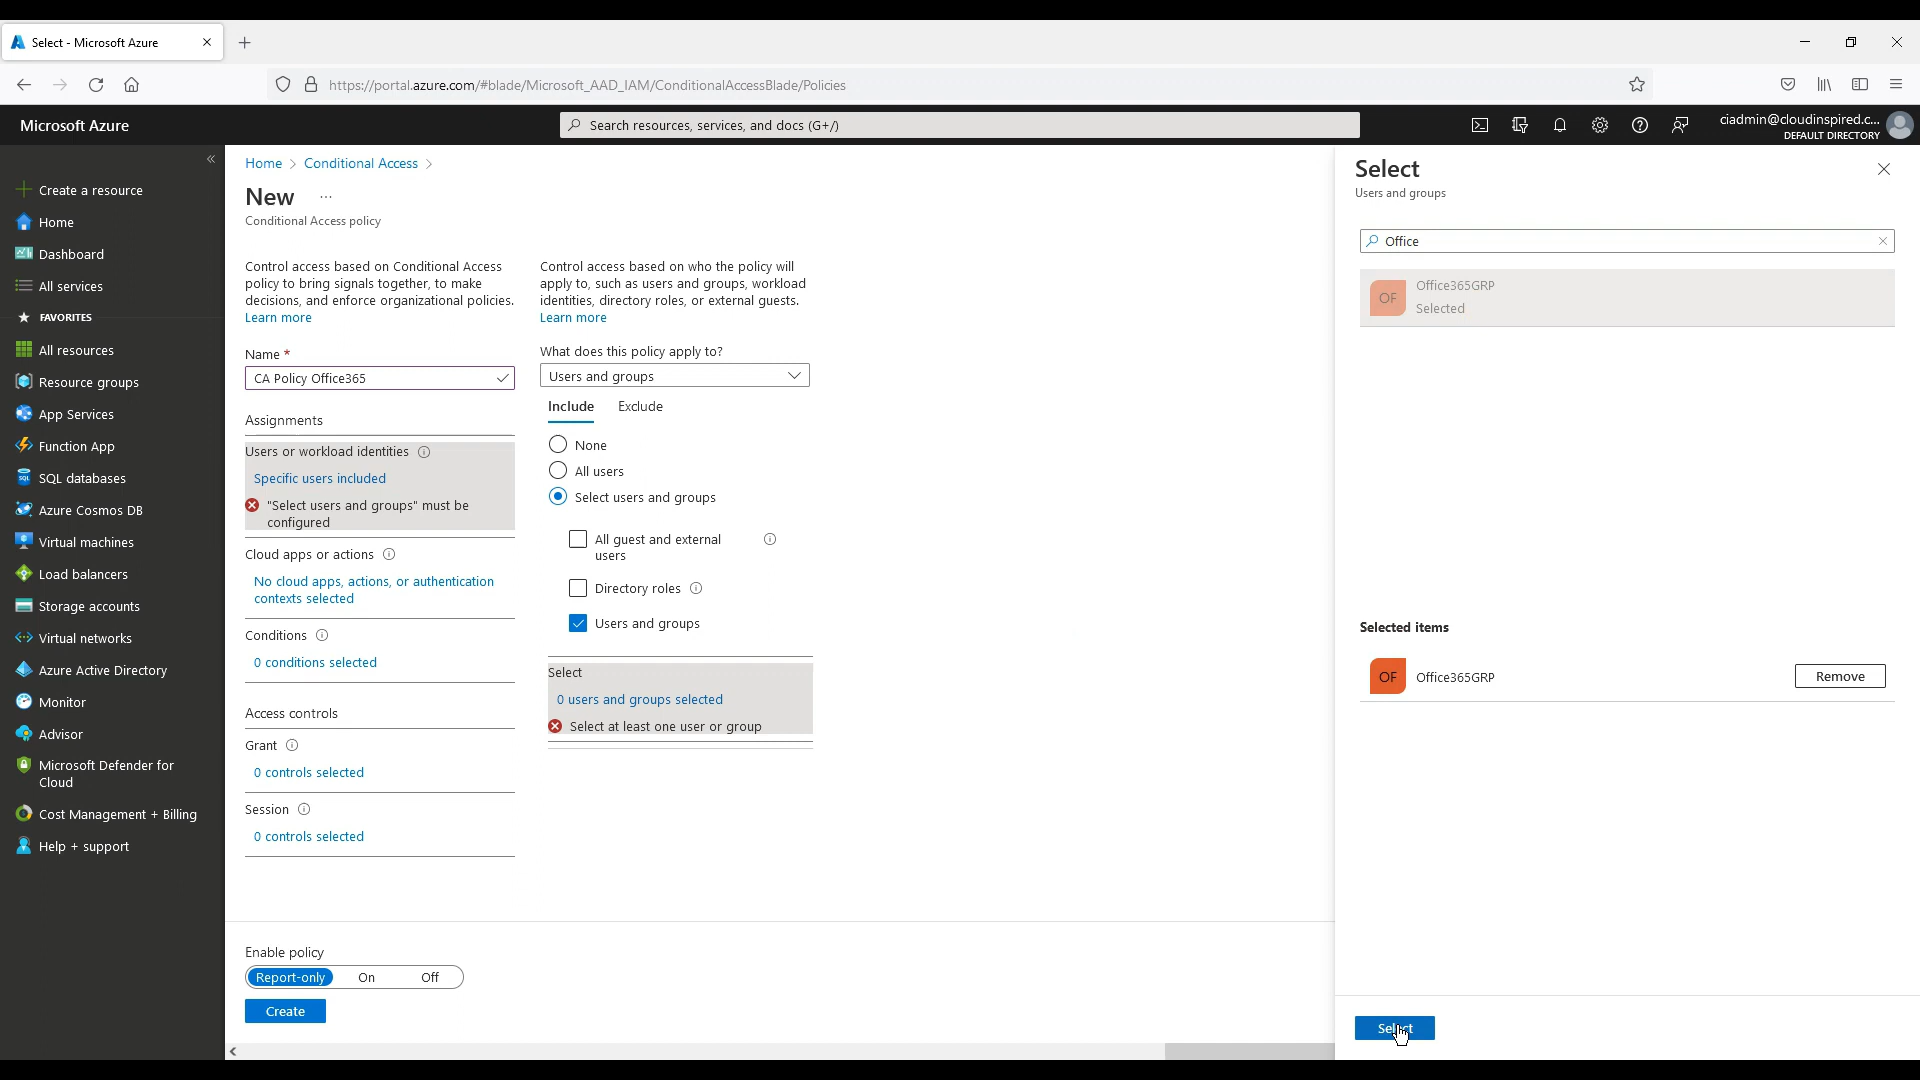 Select - Microsoft Azure
https://portal.azure.com/#blade/Microsoft_AAD_IAM/ConditionalAccessBlade/Policies
Microsoft Azure
Search resources, services, and docs (G+/)
ciadmin@cloudinspired.c...
DEFAULT DIRECTORY
Create a resource
Home
Dashboard
All services
FAVORITES
All resources
Resource groups
App Services
Function App
SQL databases
Azure Cosmos DB
Virtual machines
Load balancers
Storage accounts
Virtual networks
Azure Active Directory
Monitor
Advisor
Microsoft Defender for
Cloud
Cost Management + Billing
Help + support
Home > Conditional Access >
New ...
Conditional Access policy
Control access based on Conditional Access
policy to bring signals together, to make
decisions, and enforce organizational policies.
Learn more
Name *
CA Policy Office365
Assignments
Users or workload identities
Specific users included
"Select users and groups" must be
configured
Cloud apps or actions
No cloud apps, actions, or authentication
contexts selected
Conditions
0 conditions selected
Access controls
Grant
0 controls selected
Session
0 controls selected
Enable policy
Report-only On Off
Create
Control access based on who the policy will
apply to, such as users and groups, workload
identities, directory roles, or external guests.
Learn more
What does this policy apply to?
Users and groups
Include Exclude
None
All users
Select users and groups
All guest and external
users
Directory roles
Users and groups
Select
0 users and groups selected
Select at least one user or group
Select
Users and groups
Office
OF
Office365GRP
Selected
Selected items
OF
Office365GRP
Remove
Select